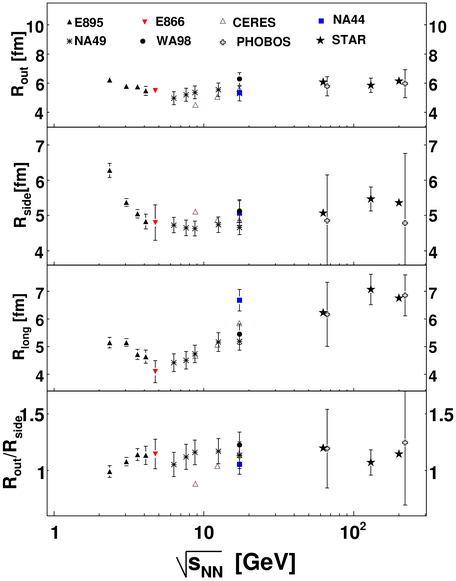 E895 E866 CERES NA44
NA49 WA98 PHOBOS STAR
R_out [fm]
10 10
8 8
6 6
4 4
R_side[fm]
7 7
6 6
5 5
4 4
R_long [fm]
7 7
6 6
5 5
4 4
R_out/R_side
1.5 1.5
1 1
1 10 10^2
√s_NN [GeV]